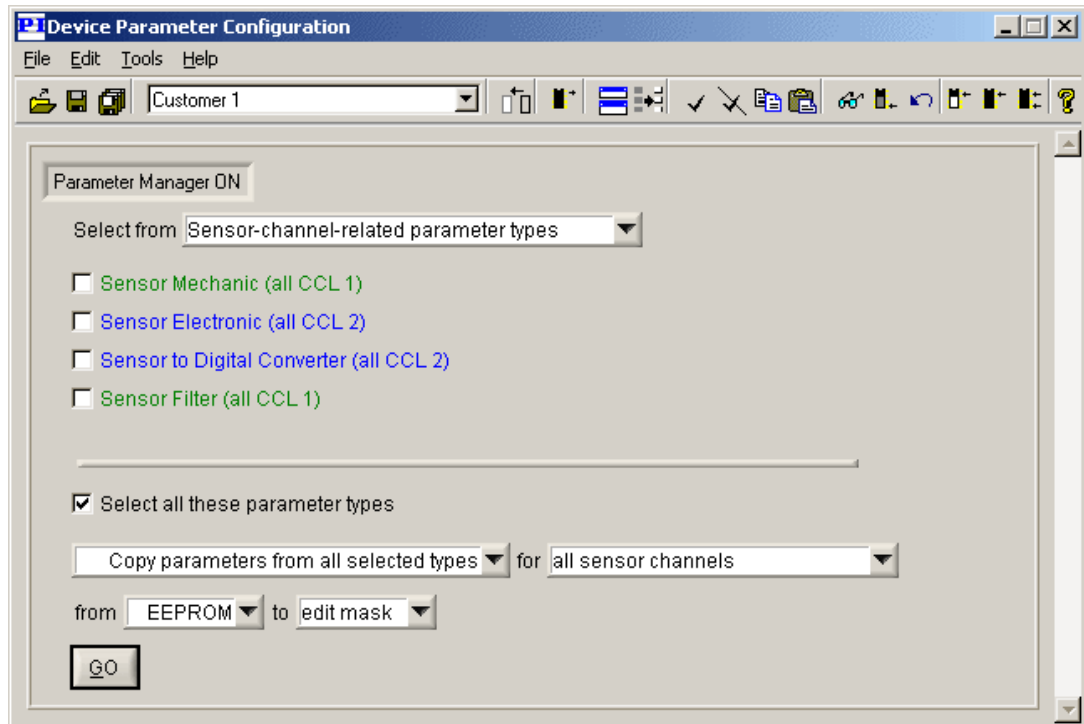 PI Device Parameter Configuration
File Edit Tools Help
Customer 1
Parameter Manager ON
Select from Sensor-channel-related parameter types
Sensor Mechanic (all CCL 1)
Sensor Electronic (all CCL 2)
Sensor to Digital Converter (all CCL 2)
Sensor Filter (all CCL 1)
Select all these parameter types
Copy parameters from all selected types for all sensor channels
from EEPROM to edit mask
GO